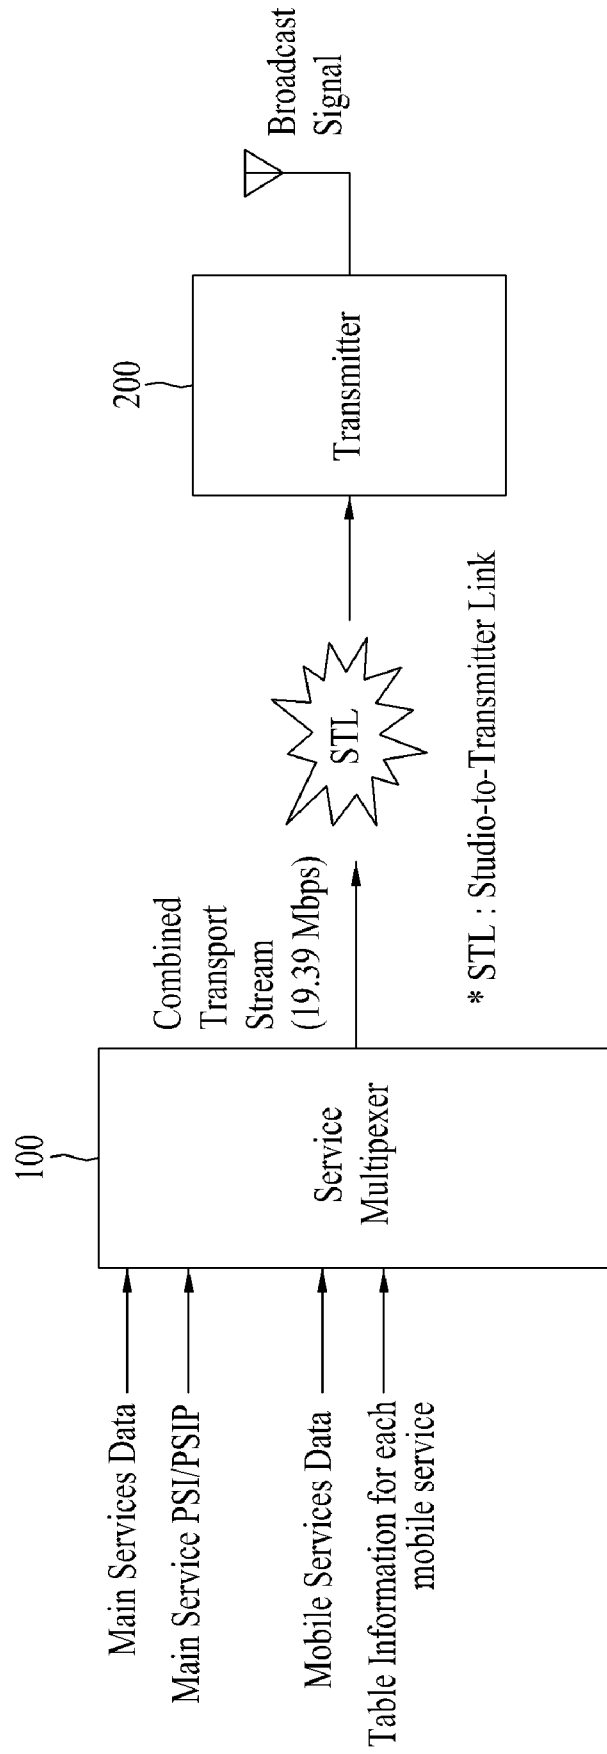 Main Services Data
Main Service PSI/PSIP
Mobile Services Data
Table Information for each
mobile service
100
Service
Multipexer
Combined
Transport
Stream
(19.39 Mbps)
STL
200
Transmitter
Broadcast
Signal
* STL : Studio-to-Transmitter Link